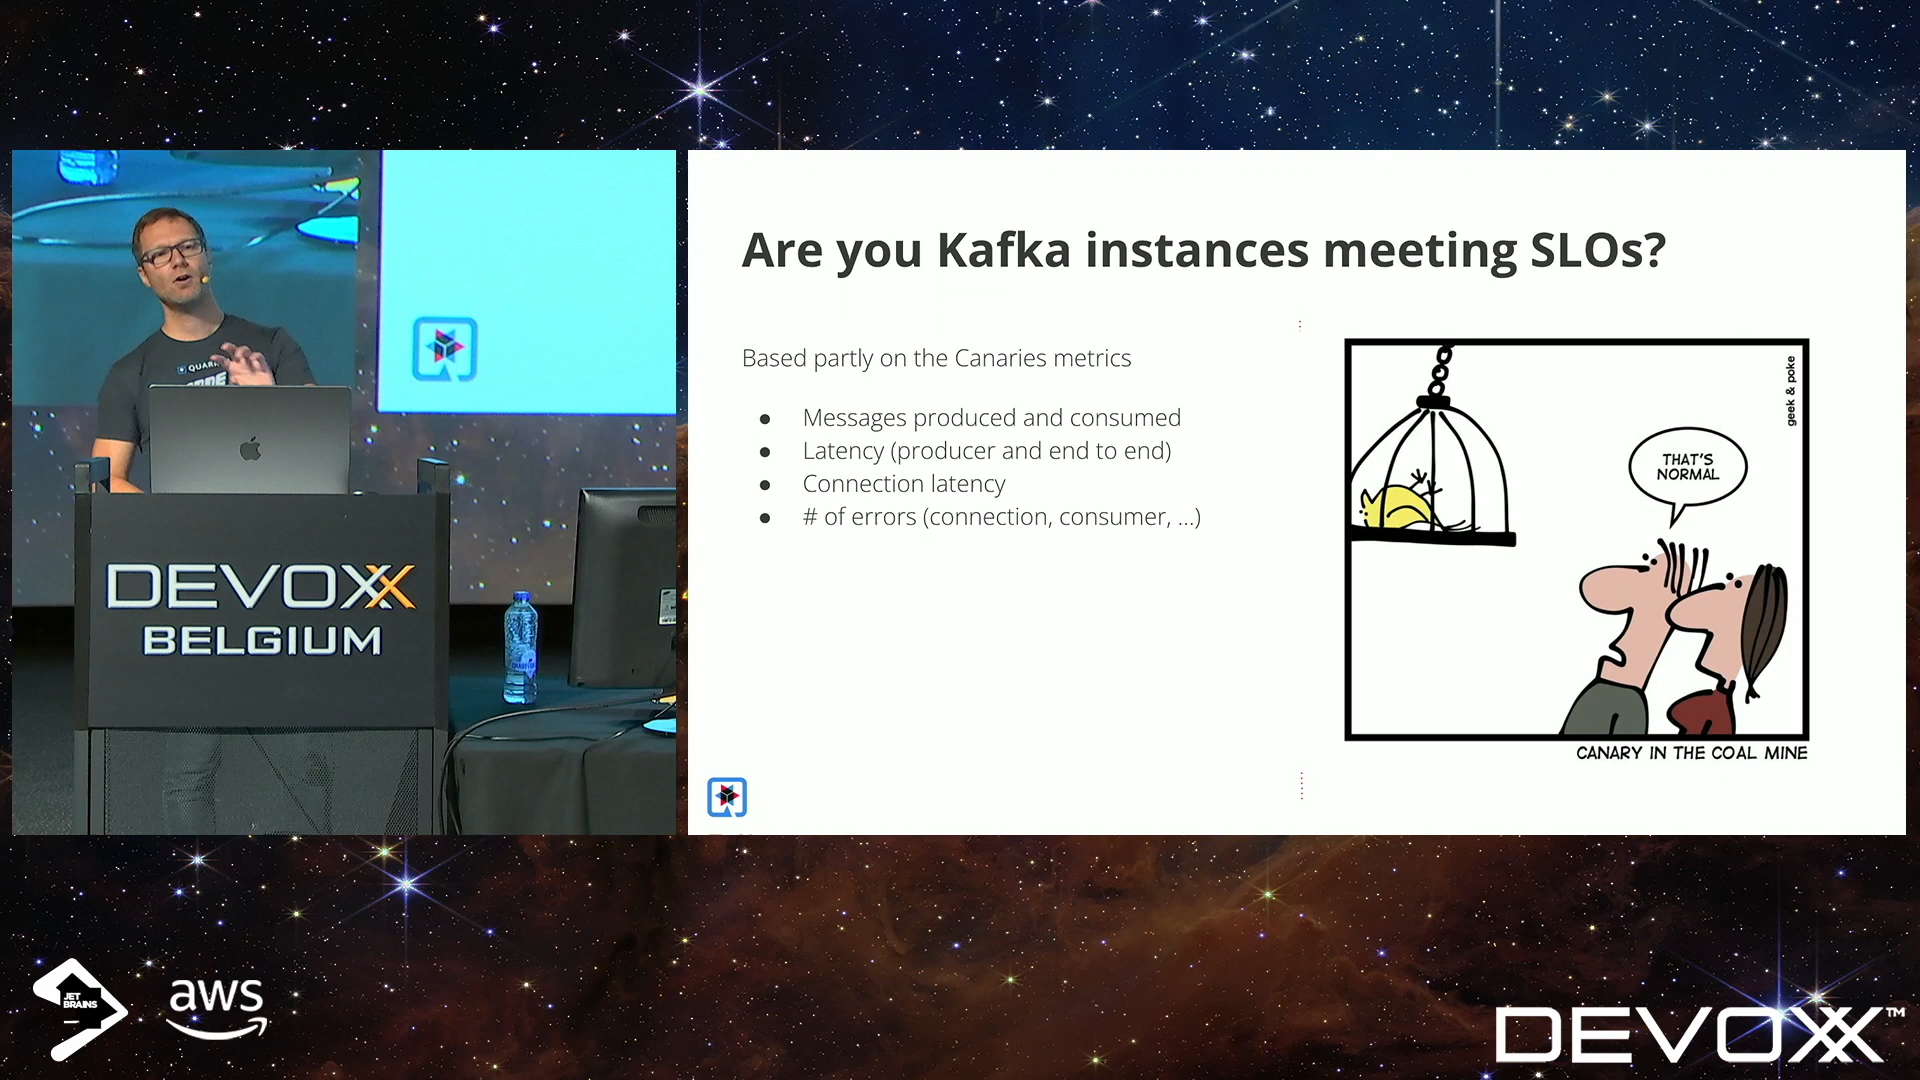 Are you Kafka instances meeting SLOs?
Based partly on the Canaries metrics
● Messages produced and consumed
● Latency (producer and end to end)
● Connection latency
● # of errors (connection, consumer, ...)
geek & poke
THAT'S
NORMAL
CANARY IN THE COAL MINE
DEVOXX
BELGIUM
JET
BRAINS
aws
DEVOXX™